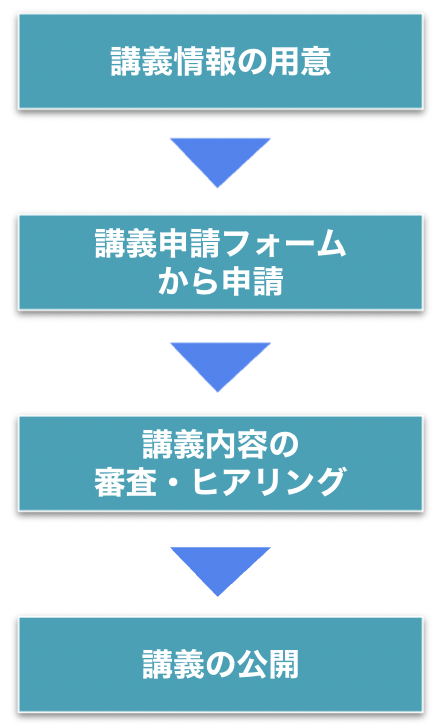 講義情報の用意
講義申請フォーム
から申請
講義内容の
審査・ヒアリング
講義の公開